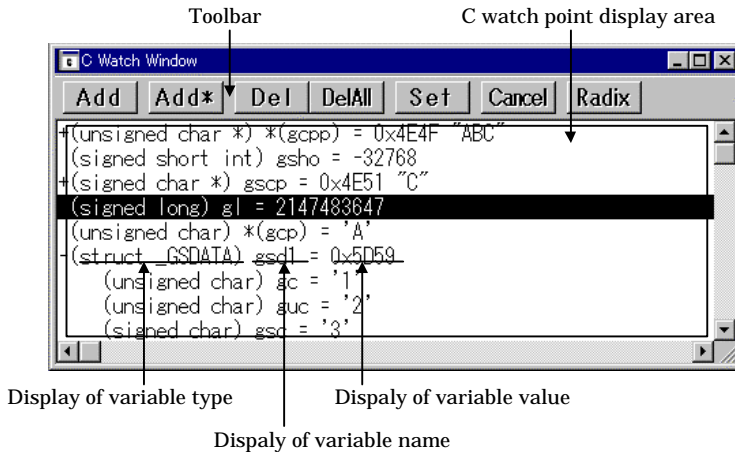 Toolbar
C watch point display area
C Watch Window
Add Add* Del DelAll Set Cancel Radix
+(unsigned char *) *(gcpp) = 0x4E4F "ABC"
(signed short int) gsho = -32768
+(signed char *) gscp = 0x4E51 "C"
(signed long) gl = 2147483647
(unsigned char) *(gcp) = 'A'
-(struct _GSDATA) gsd1 = 0x5D59
(unsigned char) gc = '1'
(unsigned char) guc = '2'
(signed char) gsc = '3'
Display of variable type
Dispaly of variable value
Dispaly of variable name